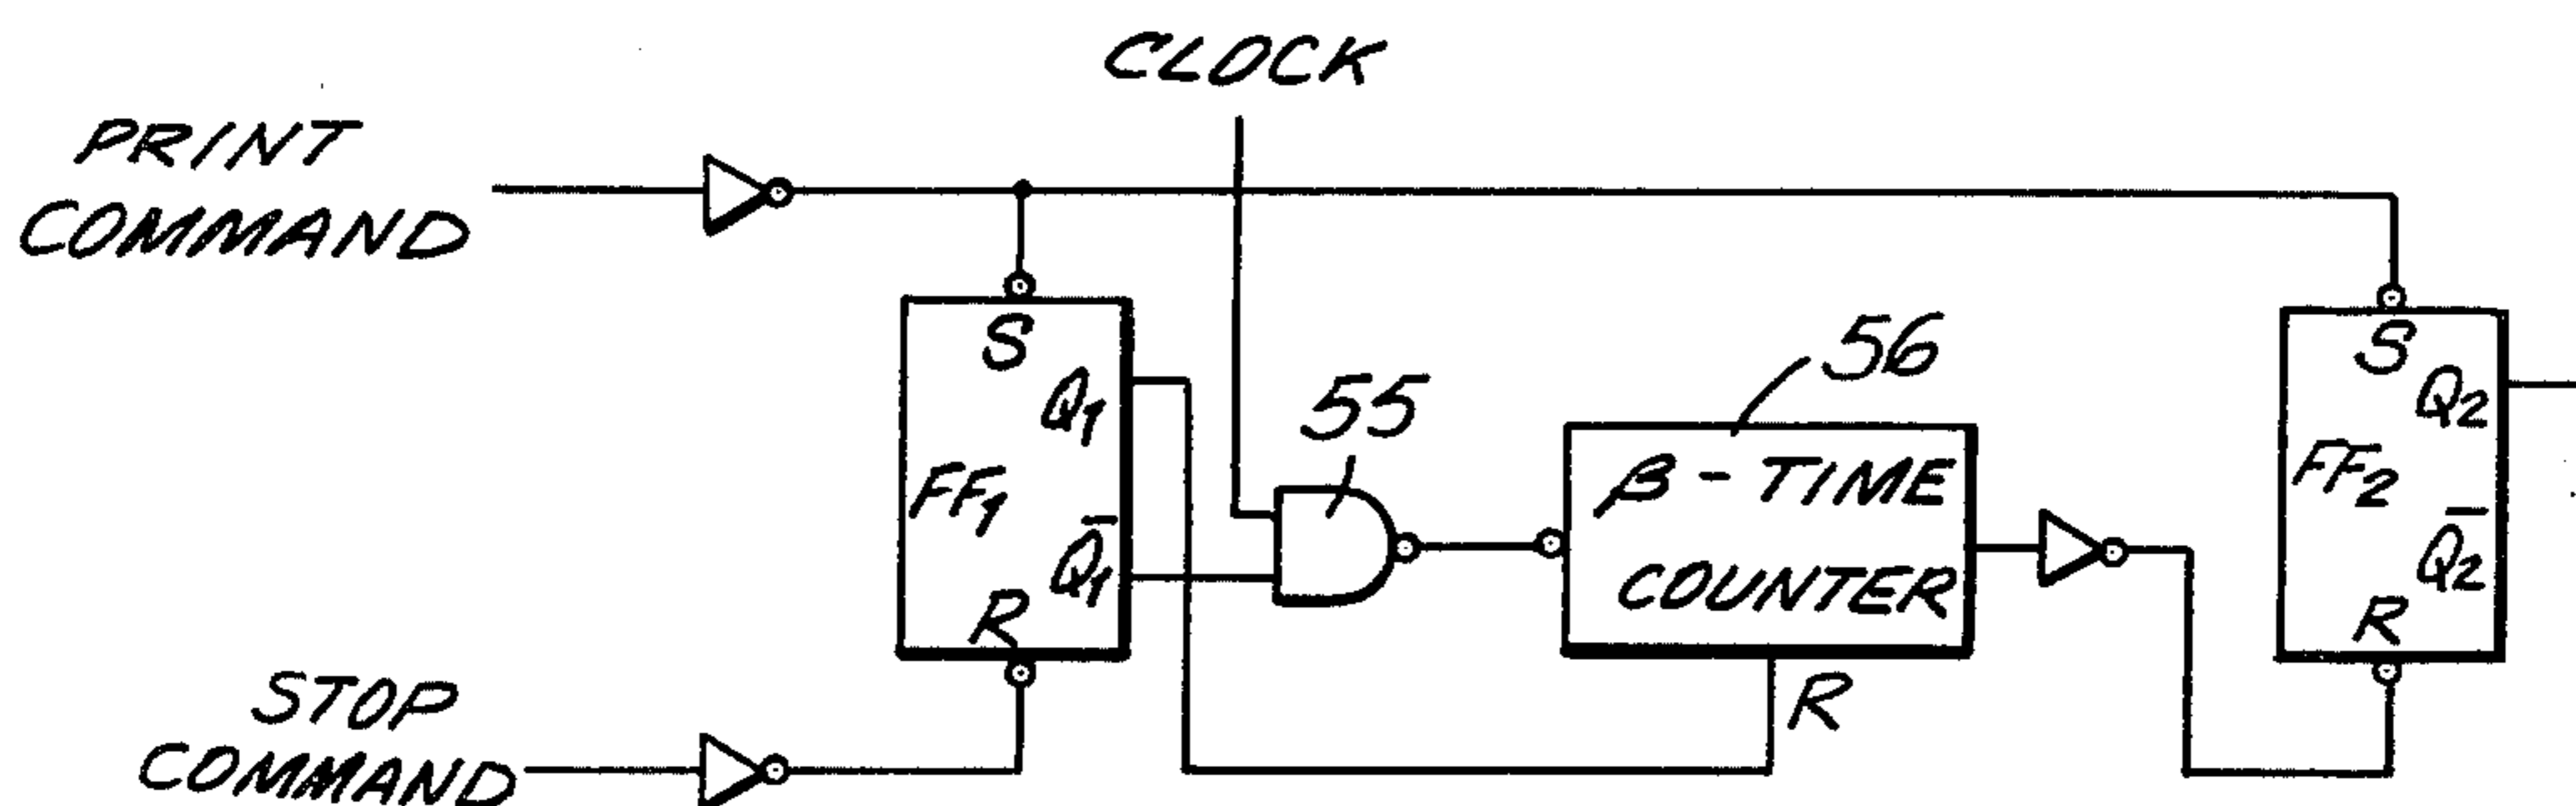 CLOCK
PRINT
COMMAND
S
Q1
FF1
Q̅1
R
55
56
β - TIME
COUNTER
R
S
Q2
FF2
Q̅2
R
STOP
COMMAND